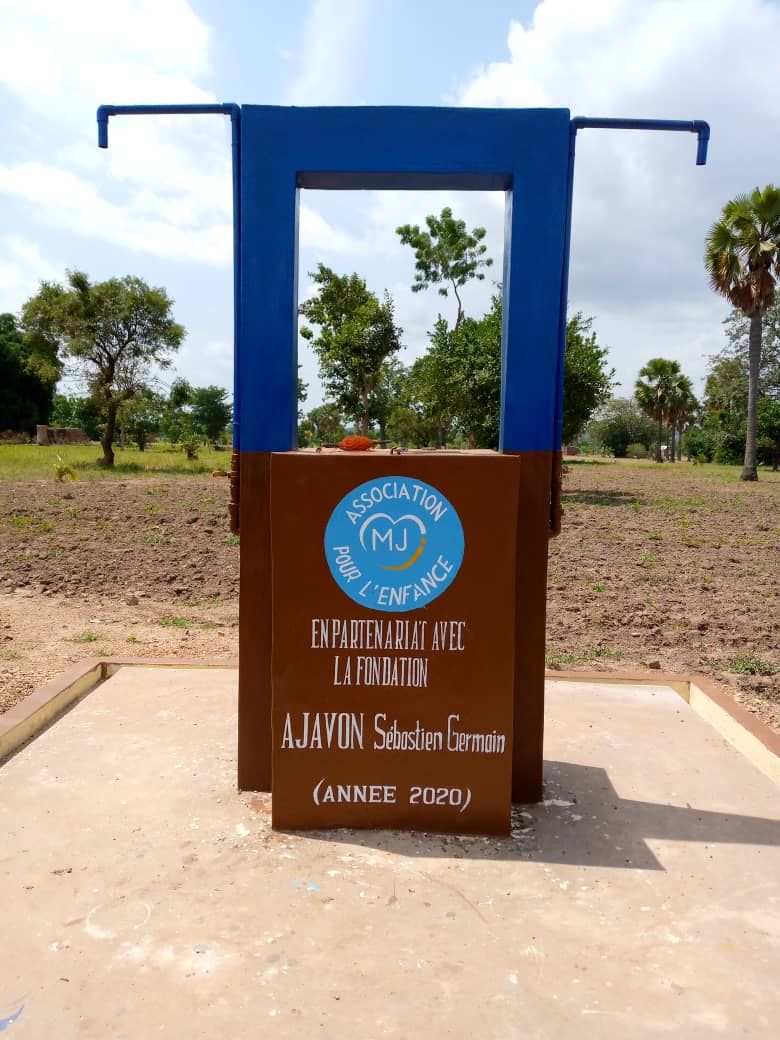 ASSOCIATION
MJ
POUR L'ENFANCE
EN PARTENARIAT AVEC
LA FONDATION
AJAVON Sébastien Germain
(ANNEE 2020)